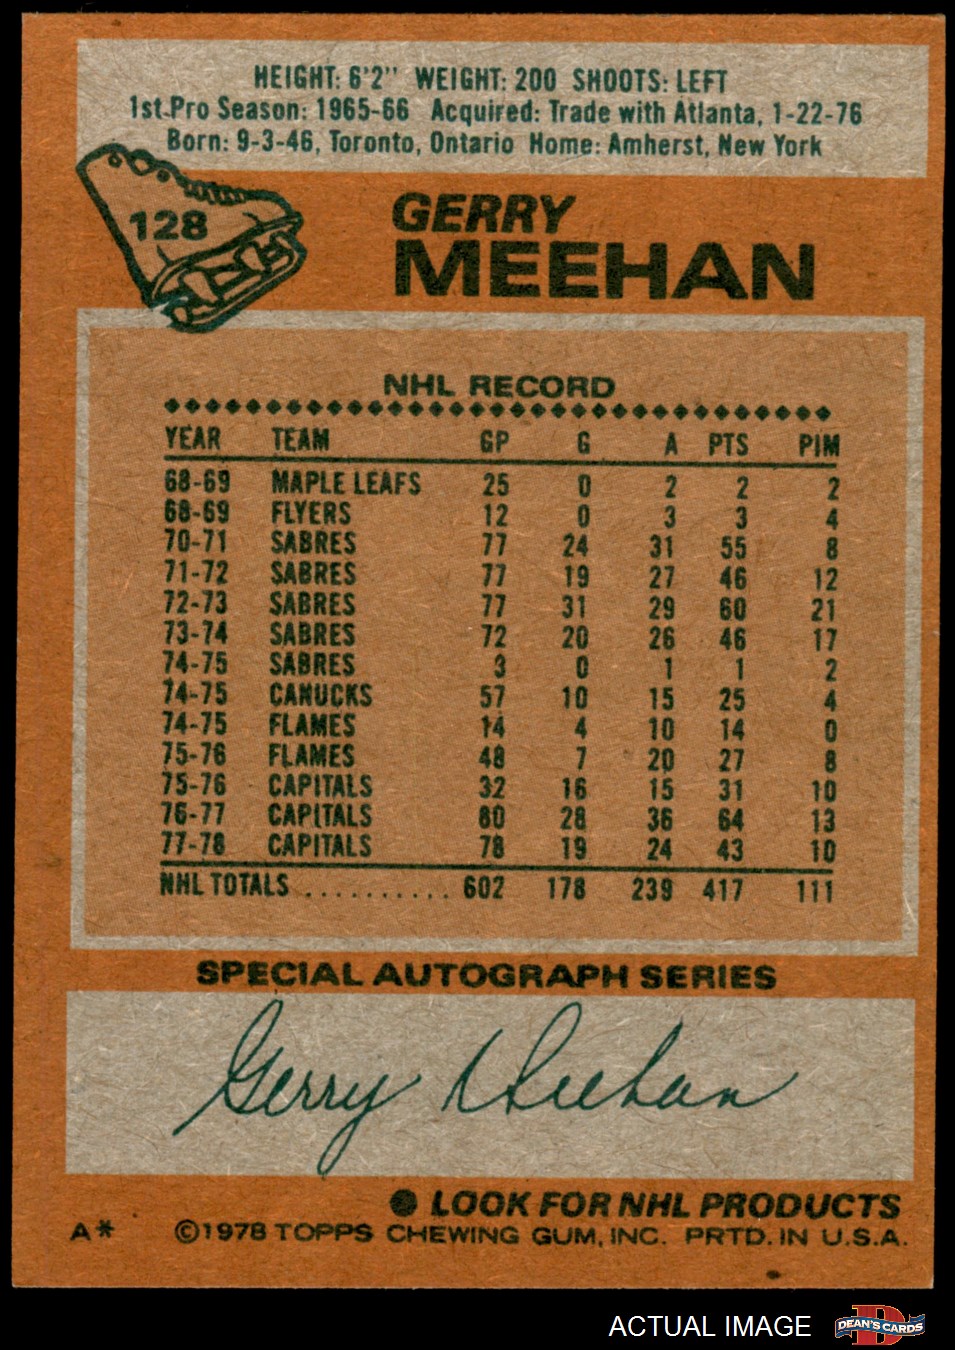 HEIGHT: 6'2" WEIGHT: 200 SHOOTS: LEFT
1st Pro Season: 1965-66 Acquired: Trade with Atlanta, 1-22-76
Born: 9-3-46, Toronto, Ontario Home: Amherst, New York
128
GERRY
MEEHAN
NHL RECORD
YEAR TEAM GP G A PTS PIM
68-69 MAPLE LEAFS 25 0 2 2 2
68-69 FLYERS 12 0 3 3 4
70-71 SABRES 77 24 31 55 8
71-72 SABRES 77 19 27 46 12
72-73 SABRES 77 31 29 60 21
73-74 SABRES 72 20 26 46 17
74-75 SABRES 3 0 1 1 2
74-75 CANUCKS 57 10 15 25 4
74-75 FLAMES 14 4 10 14 0
75-76 FLAMES 48 7 20 27 8
75-76 CAPITALS 32 16 15 31 10
76-77 CAPITALS 80 28 36 64 13
77-78 CAPITALS 78 19 24 43 10
NHL TOTALS .......... 602 178 239 417 111
SPECIAL AUTOGRAPH SERIES
Gerry Meehan
LOOK FOR NHL PRODUCTS
A* ©1978 TOPPS CHEWING GUM, INC. PRTD. IN U.S.A.
ACTUAL IMAGE
D
DEAN'S CARDS